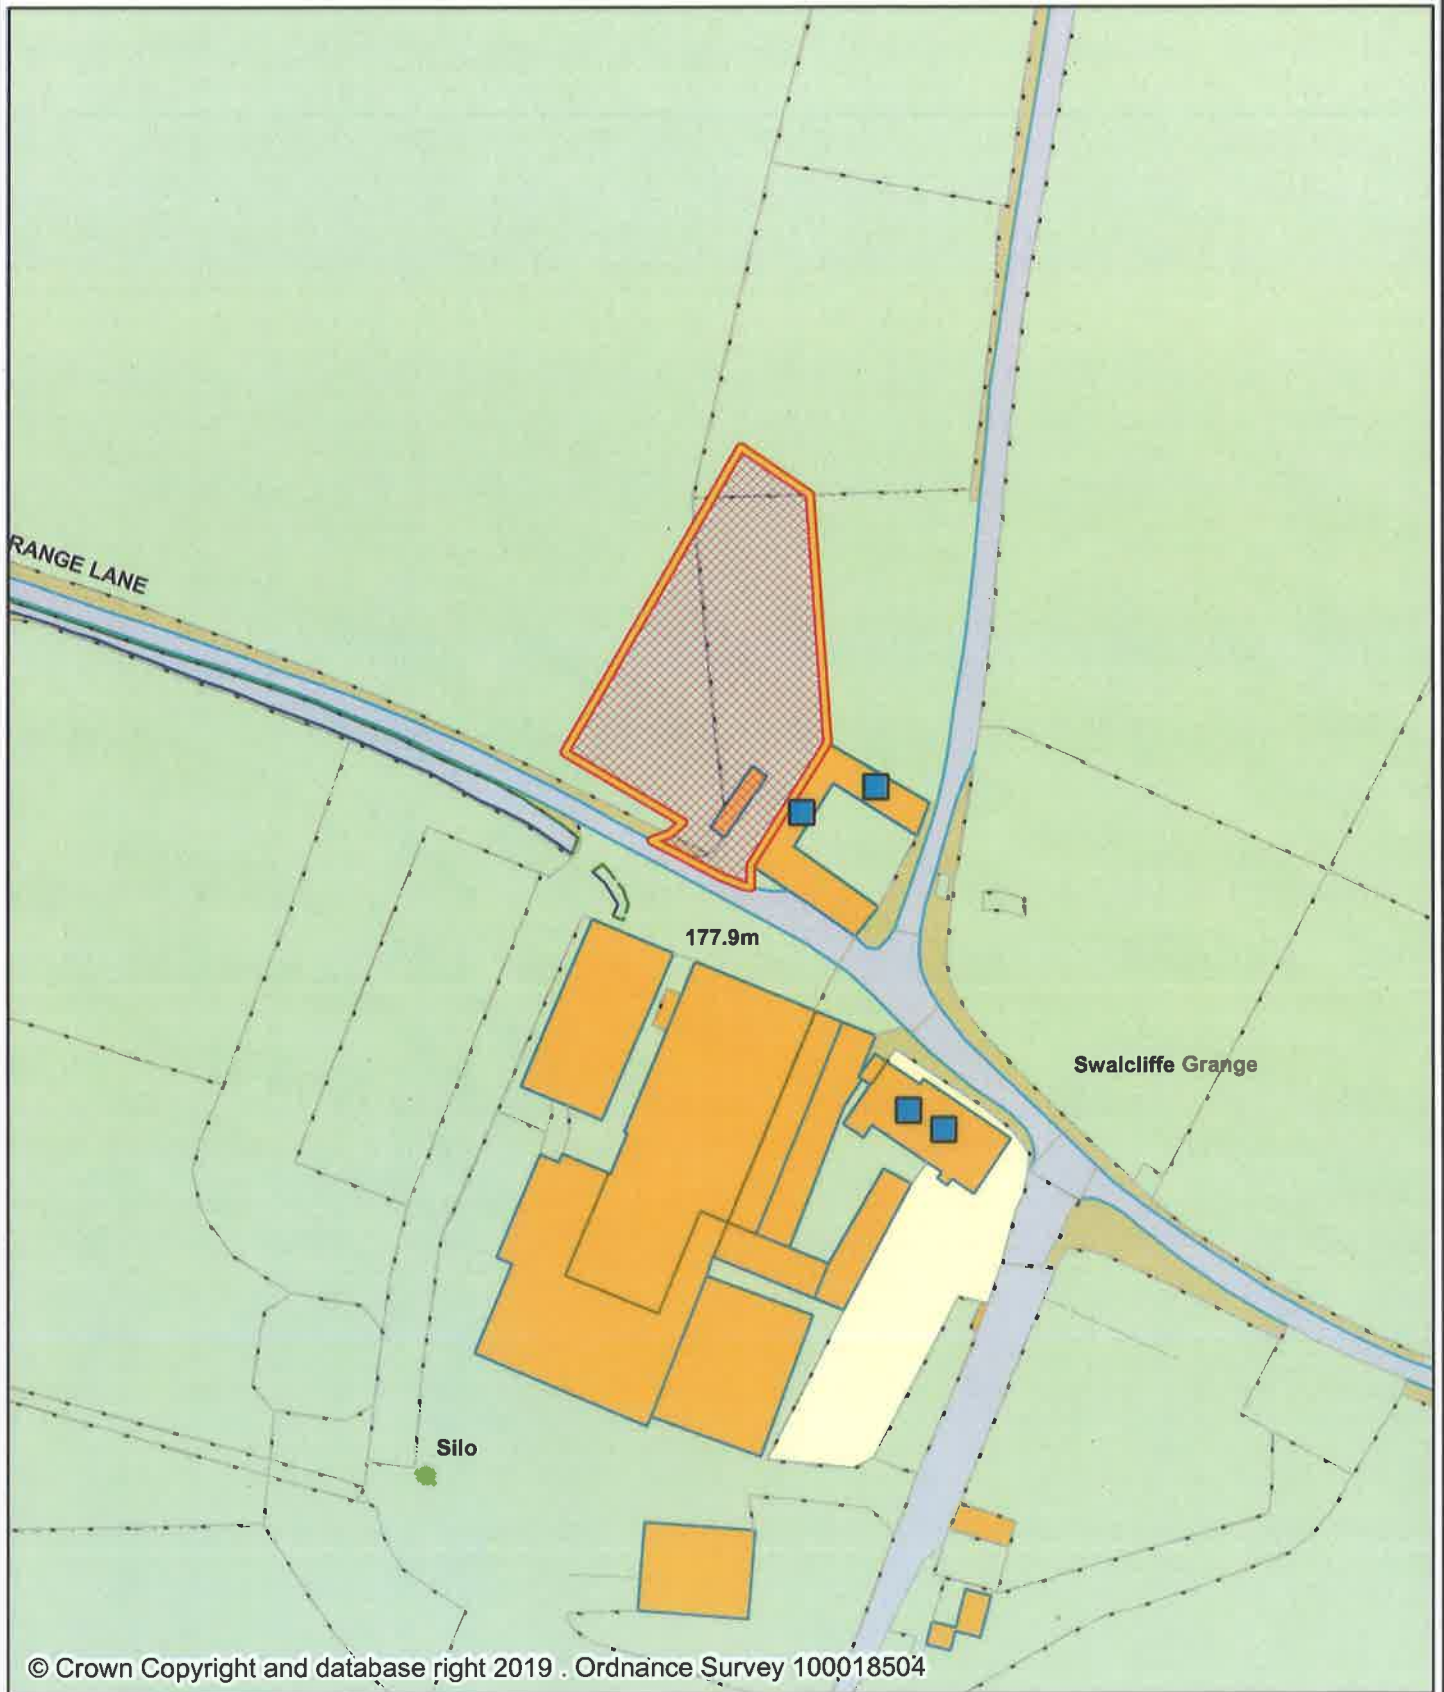 RANGE LANE
177.9m
Swalcliffe Grange
Silo
© Crown Copyright and database right 2019 . Ordnance Survey 100018504